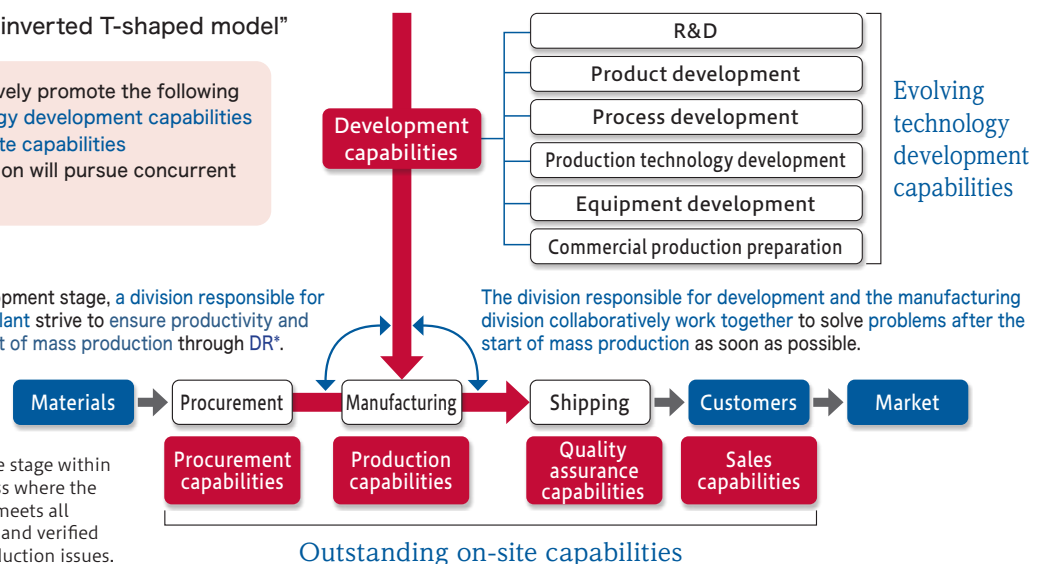 inverted T-shaped model”
vely promote the following
gy development capabilities
te capabilities
on will pursue concurrent
Development
capabilities
R&D
Product development
Process development
Production technology development
Equipment development
Commercial production preparation
Evolving
technology
development
capabilities
opment stage, a division responsible for
lant strive to ensure productivity and
t of mass production through DR*.
The division responsible for development and the manufacturing
division collaboratively work together to solve problems after the
start of mass production as soon as possible.
Materials
Procurement
Manufacturing
Shipping
Customers
Market
Procurement
capabilities
Production
capabilities
Quality
assurance
capabilities
Sales
capabilities
e stage within
ss where the
meets all
and verified
duction issues.
Outstanding on-site capabilities